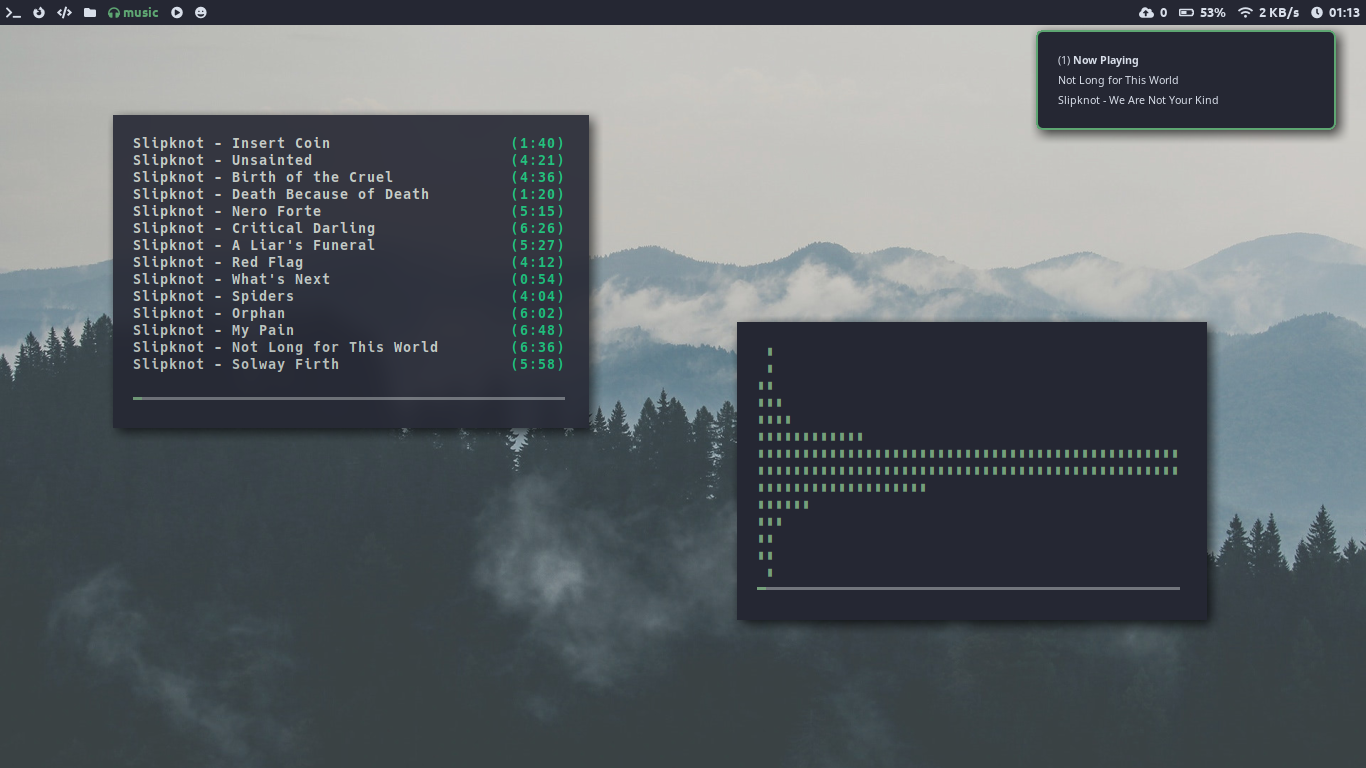 music
0 53% 2 KB/s 01:13
(1) Now Playing
Not Long for This World
Slipknot - We Are Not Your Kind
Slipknot - Insert Coin (1:40)
Slipknot - Unsainted (4:21)
Slipknot - Birth of the Cruel (4:36)
Slipknot - Death Because of Death (1:20)
Slipknot - Nero Forte (5:15)
Slipknot - Critical Darling (6:26)
Slipknot - A Liar's Funeral (5:27)
Slipknot - Red Flag (4:12)
Slipknot - What's Next (0:54)
Slipknot - Spiders (4:04)
Slipknot - Orphan (6:02)
Slipknot - My Pain (6:48)
Slipknot - Not Long for This World (6:36)
Slipknot - Solway Firth (5:58)